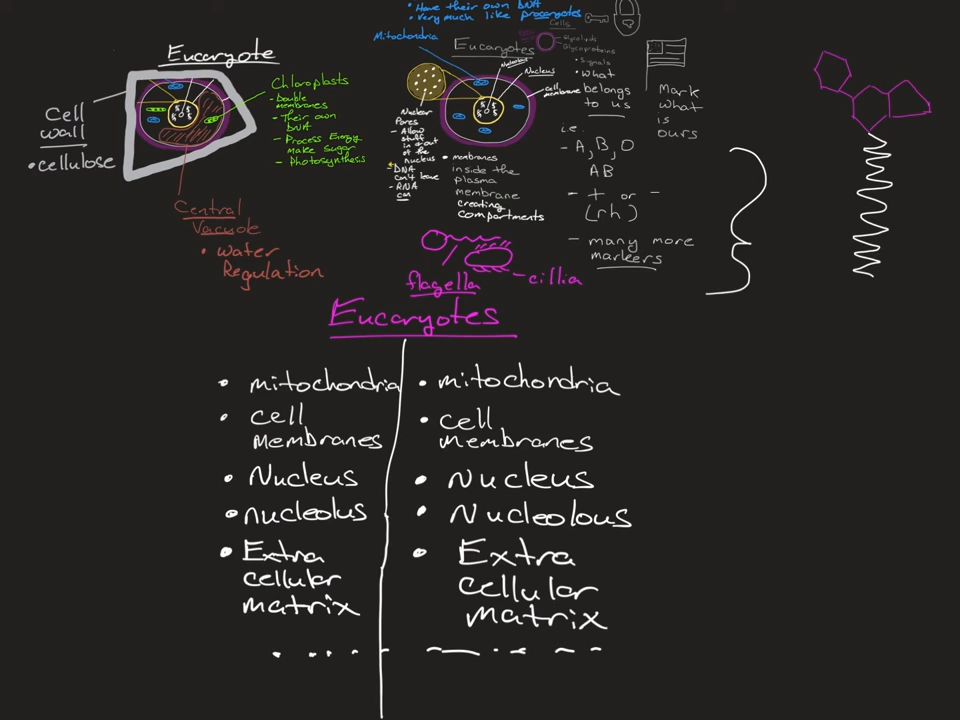 • Have their own DNA
• Very much like procaryotes
Mitochondria
Eucaryotes
Cells
Glycolipids
Glycoproteins
• Signals
• what
belongs
to us
i.e.
- A, B, O
AB
- + or -
(rh)
- many more
markers
Mark
what
is
ours
Nucleolous
Nucleus
cell
membrane
Nuclear
Pores
- Allow
stuff
in & out
of the
nucleus
- DNA
can't leave
- RNA
can
• membranes
inside the
plasma
membrane
creating
compartments
Eucaryote
Cell
wall
• cellulose
Chloroplasts
- Double
membranes
- Their own
DNA
- Process Energy
make sugar
- Photosynthesis
Central
Vacuole
• water
Regulation
flagella
- cillia
Eucaryotes
• mitochondria
• cell
membranes
• Nucleus
• nucleolus
• Extra
cellular
matrix
• mitochondria
• cell
membranes
• Nucleus
• Nucleolous
• Extra
cellular
matrix